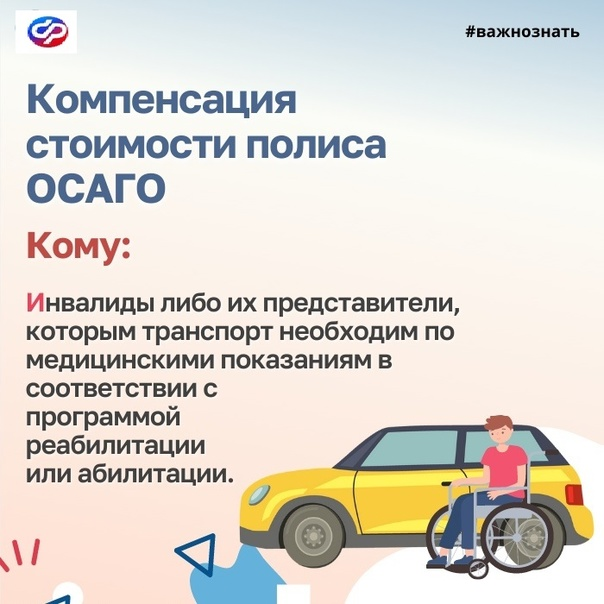 #важнознать
Компенсация
стоимости полиса
ОСАГО
Кому:
Инвалиды либо их представители,
которым транспорт необходим по
медицинскими показаниям в
соответствии с
программой
реабилитации
или абилитации.